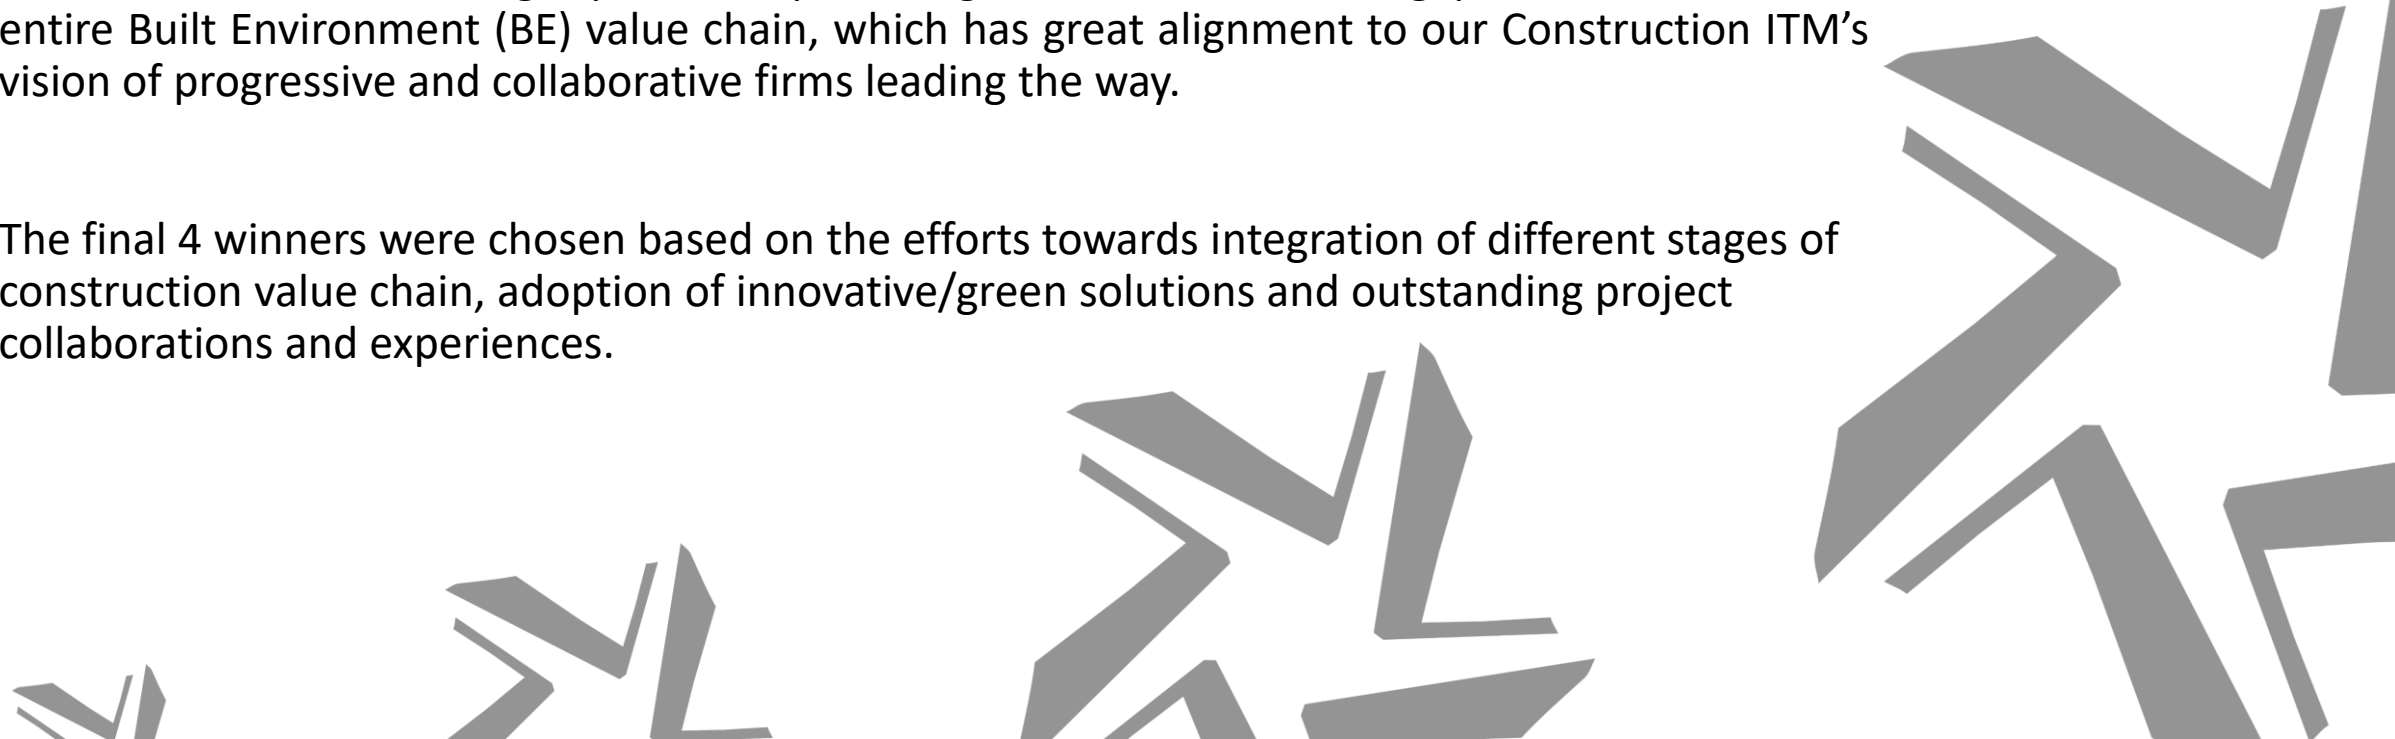 entire Built Environment (BE) value chain, which has great alignment to our Construction ITM’s
vision of progressive and collaborative firms leading the way.
The final 4 winners were chosen based on the efforts towards integration of different stages of
construction value chain, adoption of innovative/green solutions and outstanding project
collaborations and experiences.